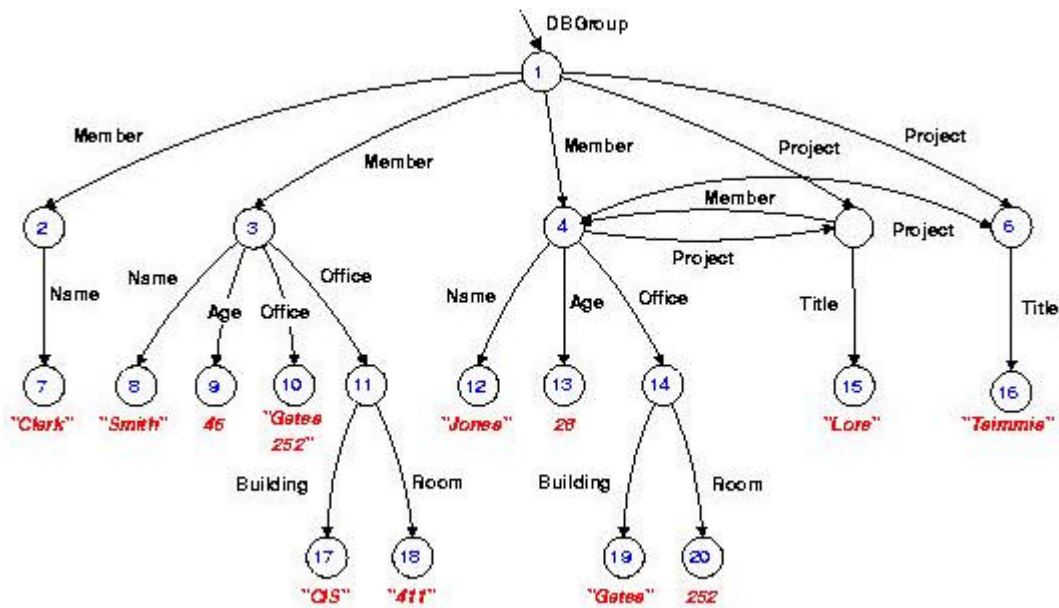 DBGroup
1
Member
Member
Member
Project
Project
Member
Project
Project
2
3
4
6
Name
Name
Age
Office
Office
Name
Age
Office
Title
Title
7
8
9
10
11
12
13
14
15
16
"Clark"
"Smith"
46
"Gates
252"
"Jones"
28
"Lore"
"Tsimmis"
Building
Room
Building
Room
17
18
19
20
"CIS"
"411"
"Gates"
252